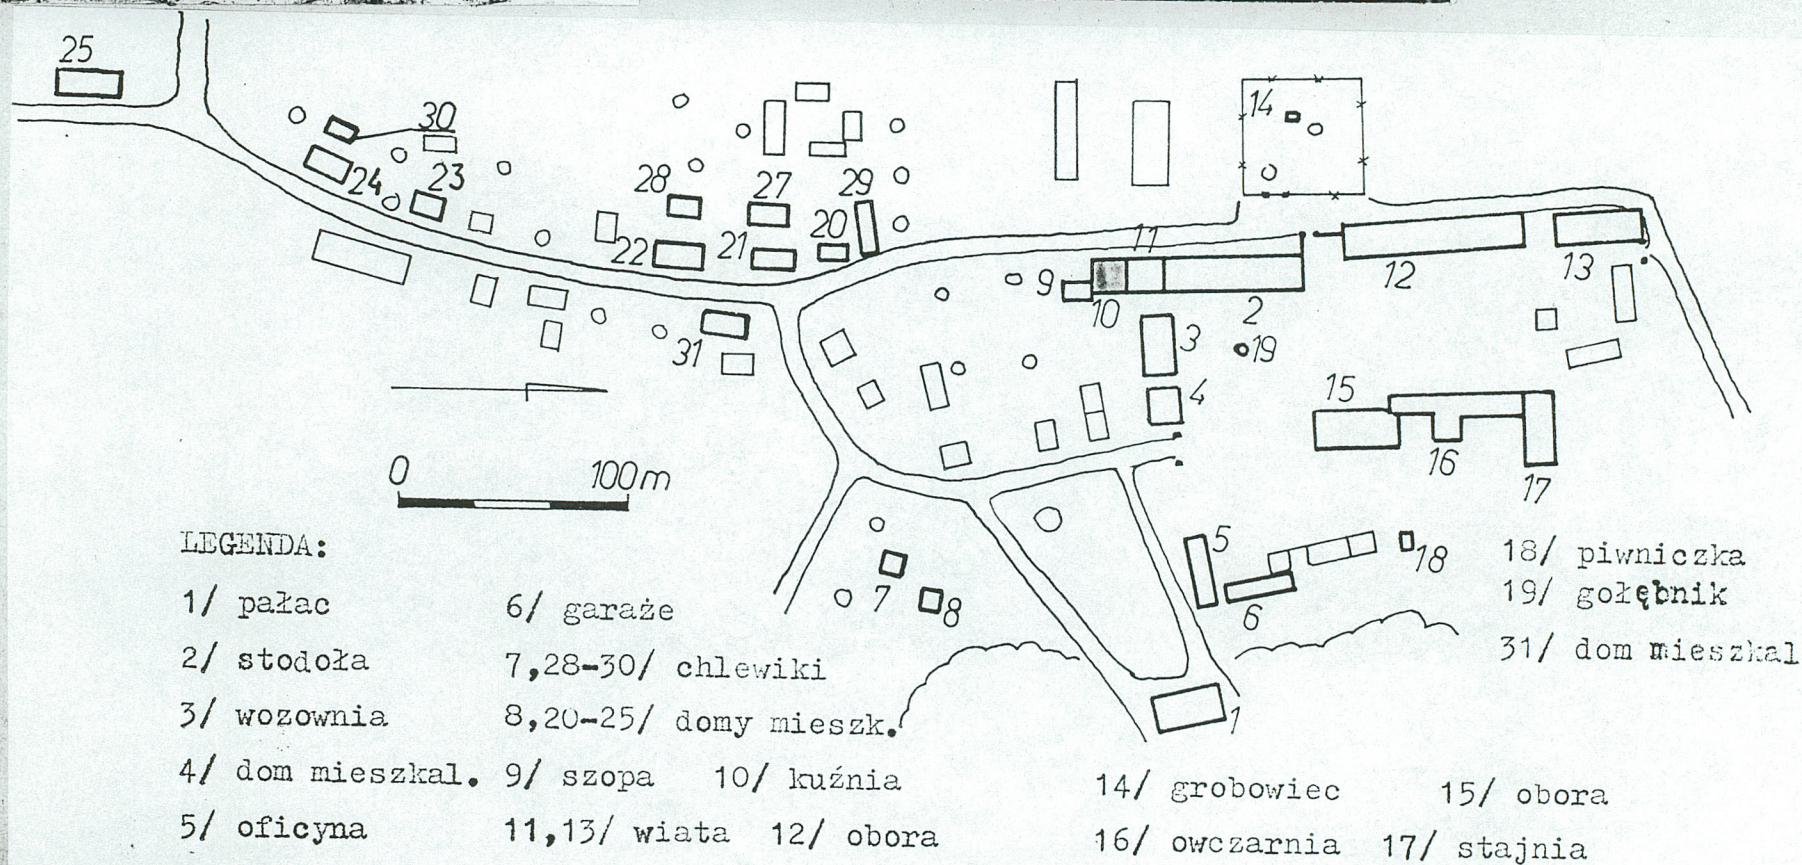 25
30
14
24
23
28
27
29
22
21
20
11
9
10
2
12
13
31
3
19
4
15
16
17
0 100m
5
18
6
7
8
1
LEGENDA:
1/ pałac
2/ stodoła
3/ wozownia
4/ dom mieszkal.
5/ oficyna
6/ garaże
7,28-30/ chlewiki
8,20-25/ domy mieszk.
9/ szopa 10/ kuźnia
11,13/ wiata 12/ obora
14/ grobowiec 15/ obora
16/ owczarnia 17/ stajnia
18/ piwniczka
19/ gołębnik
31/ dom mieszkal